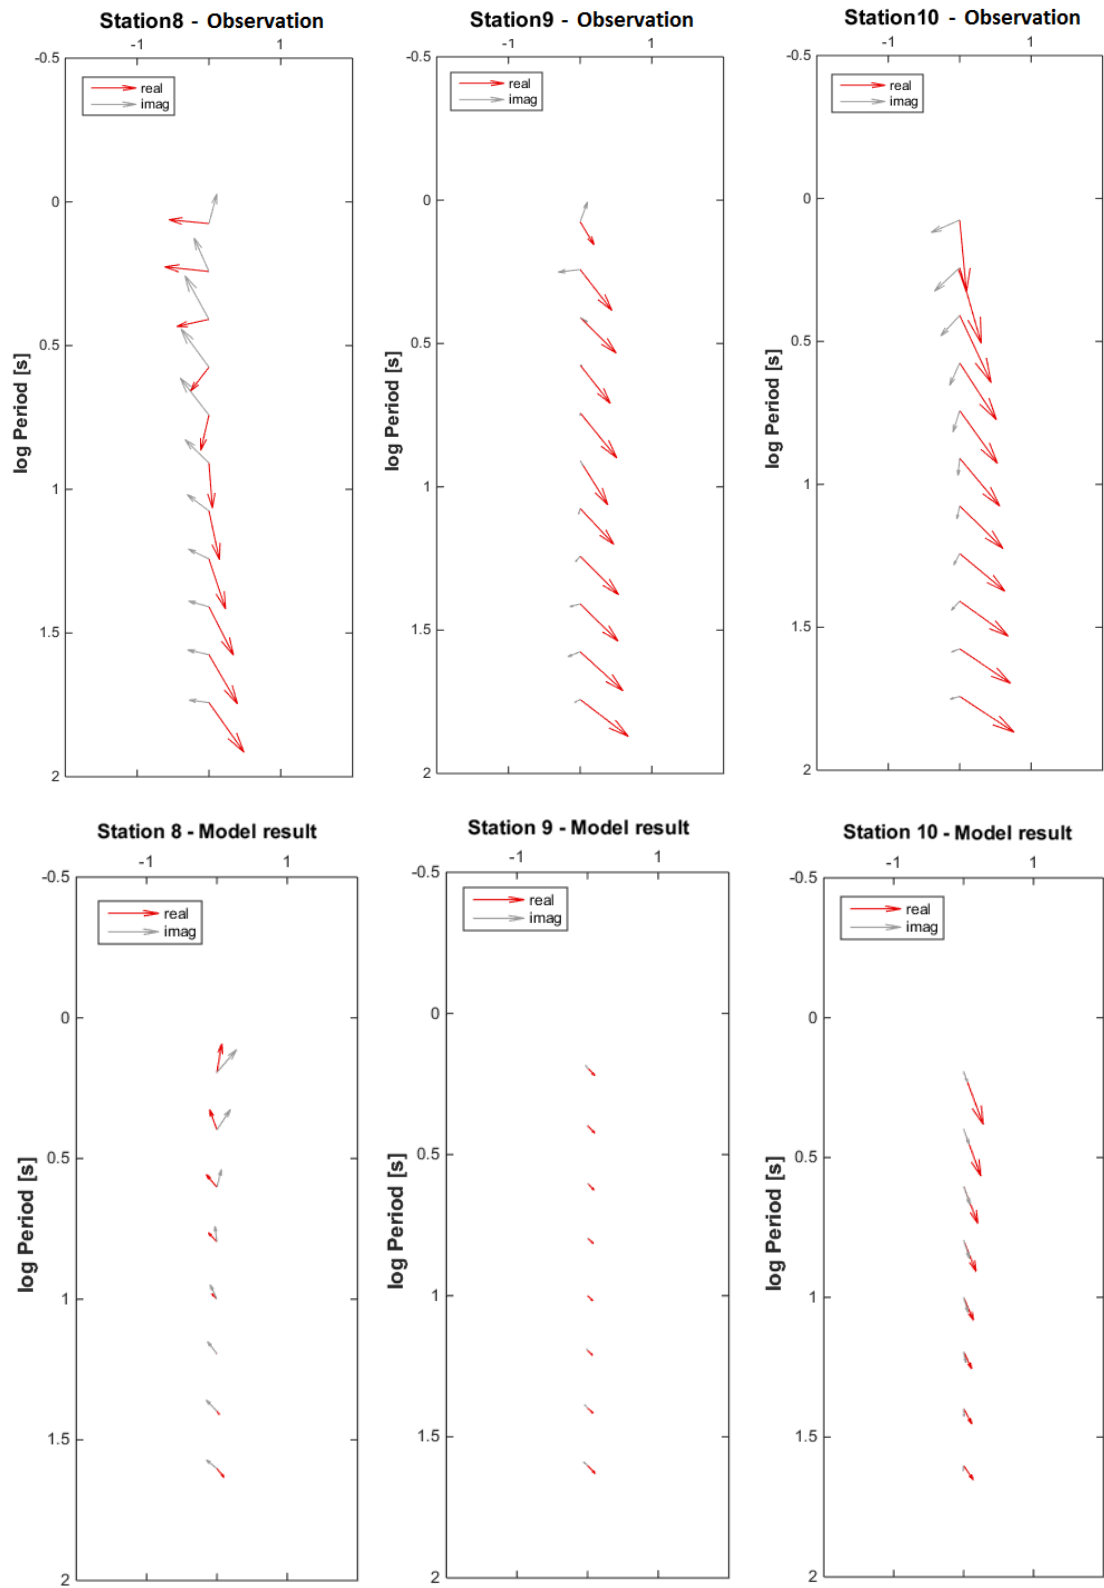 Station8 - Observation
-1 1
-0.5
real
imag
0
0.5
1
1.5
2
log Period [s]
Station9 - Observation
-1 1
-0.5
real
imag
0
0.5
1
1.5
2
log Period [s]
Station10 - Observation
-1 1
-0.5
real
imag
0
0.5
1
1.5
2
log Period [s]
Station 8 - Model result
-1 1
-0.5
real
imag
0
0.5
1
1.5
2
log Period [s]
Station 9 - Model result
-1 1
-0.5
real
imag
0
0.5
1
1.5
2
log Period [s]
Station 10 - Model result
-1 1
-0.5
real
imag
0
0.5
1
1.5
2
log Period [s]